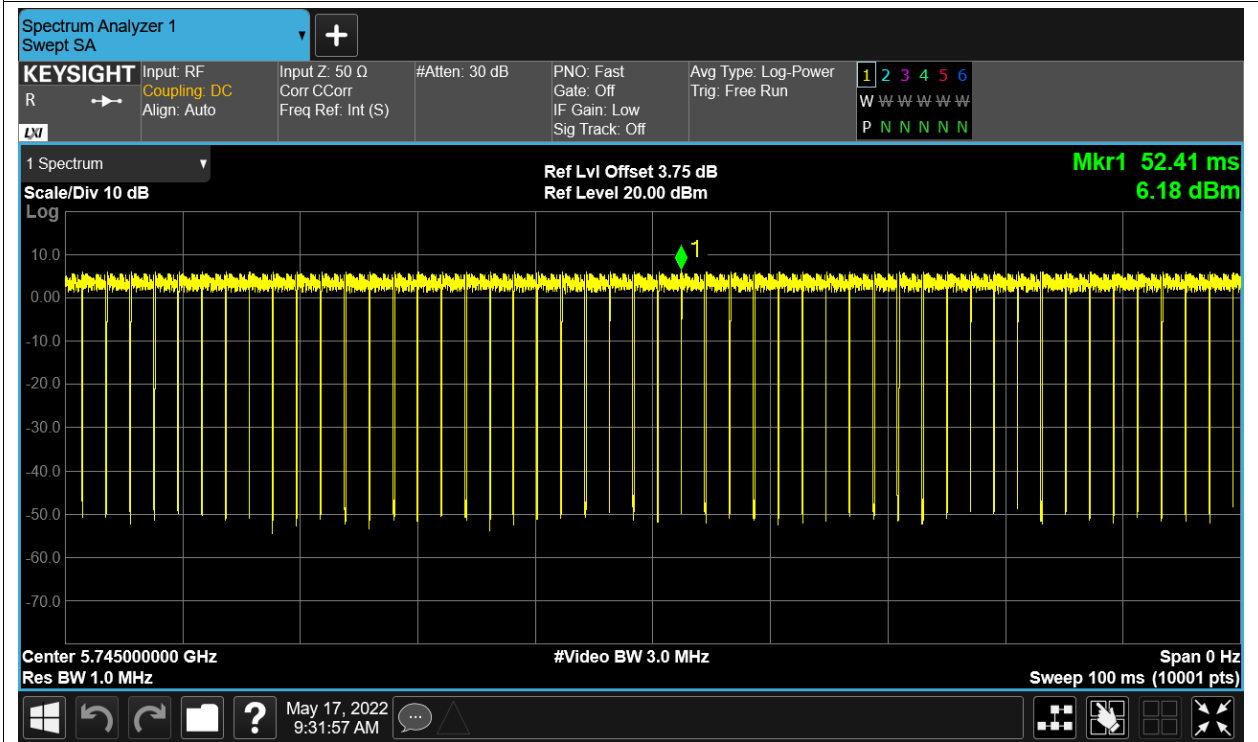 Spectrum Analyzer 1
Swept SA
KEYSIGHT
R
LXI
Input: RF
Coupling: DC
Align: Auto
Input Z: 50 Ω
Corr CCorr
Freq Ref: Int (S)
#Atten: 30 dB
PNO: Fast
Gate: Off
IF Gain: Low
Sig Track: Off
Avg Type: Log-Power
Trig: Free Run
1 2 3 4 5 6
W W W W W W
P N N N N N
1 Spectrum
Scale/Div 10 dB
Ref Lvl Offset 3.75 dB
Ref Level 20.00 dBm
Mkr1 52.41 ms
6.18 dBm
Log
1
10.0
0.00
-10.0
-20.0
-30.0
-40.0
-50.0
-60.0
-70.0
Center 5.745000000 GHz
Res BW 1.0 MHz
#Video BW 3.0 MHz
Span 0 Hz
Sweep 100 ms (10001 pts)
?
May 17, 2022
9:31:57 AM